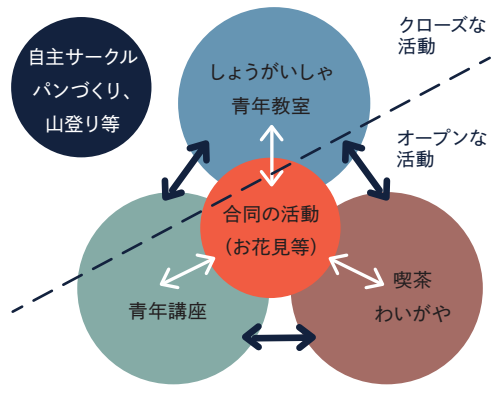 自主サークル
パンづくり、
山登り等
しょうがいしゃ
青年教室
クローズな
活動
オープンな
活動
合同の活動
(お花見等)
青年講座
喫茶
わいがや